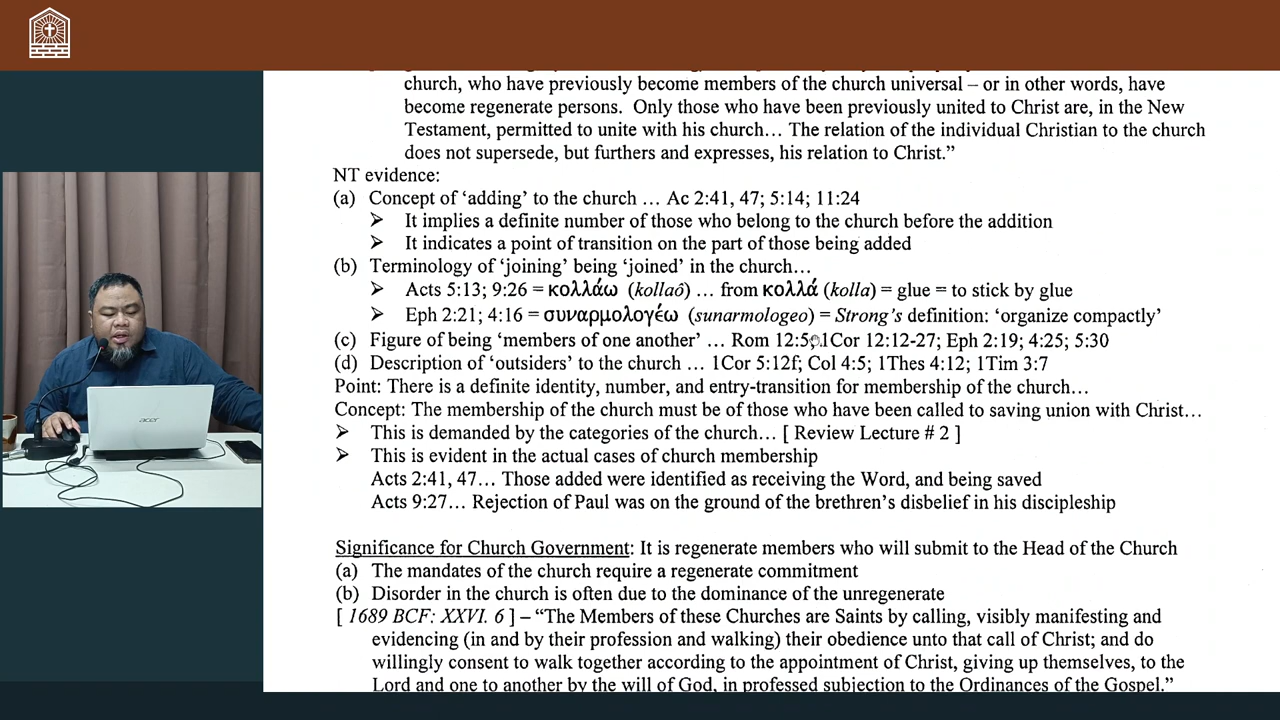 church, who have previously become members of the church universal – or in other words, have
become regenerate persons. Only those who have been previously united to Christ are, in the New
Testament, permitted to unite with his church… The relation of the individual Christian to the church
does not supersede, but furthers and expresses, his relation to Christ.”
NT evidence:
(a) Concept of ‘adding’ to the church … Ac 2:41, 47; 5:14; 11:24
➢ It implies a definite number of those who belong to the church before the addition
➢ It indicates a point of transition on the part of those being added
(b) Terminology of ‘joining’ being ‘joined’ in the church…
➢ Acts 5:13; 9:26 = κολλάω (kollaô) … from κολλά (kolla) = glue = to stick by glue
➢ Eph 2:21; 4:16 = συναρμολογέω (sunarmologeo) = Strong’s definition: ‘organize compactly’
(c) Figure of being ‘members of one another’ … Rom 12:5; 1Cor 12:12-27; Eph 2:19; 4:25; 5:30
(d) Description of ‘outsiders’ to the church … 1Cor 5:12f; Col 4:5; 1Thes 4:12; 1Tim 3:7
Point: There is a definite identity, number, and entry-transition for membership of the church…
Concept: The membership of the church must be of those who have been called to saving union with Christ…
➢ This is demanded by the categories of the church… [ Review Lecture # 2 ]
➢ This is evident in the actual cases of church membership
Acts 2:41, 47… Those added were identified as receiving the Word, and being saved
Acts 9:27… Rejection of Paul was on the ground of the brethren’s disbelief in his discipleship
Significance for Church Government: It is regenerate members who will submit to the Head of the Church
(a) The mandates of the church require a regenerate commitment
(b) Disorder in the church is often due to the dominance of the unregenerate
[ 1689 BCF: XXVI. 6 ] – “The Members of these Churches are Saints by calling, visibly manifesting and
evidencing (in and by their profession and walking) their obedience unto that call of Christ; and do
willingly consent to walk together according to the appointment of Christ, giving up themselves, to the
Lord and one to another by the will of God, in professed subjection to the Ordinances of the Gospel.”
acer